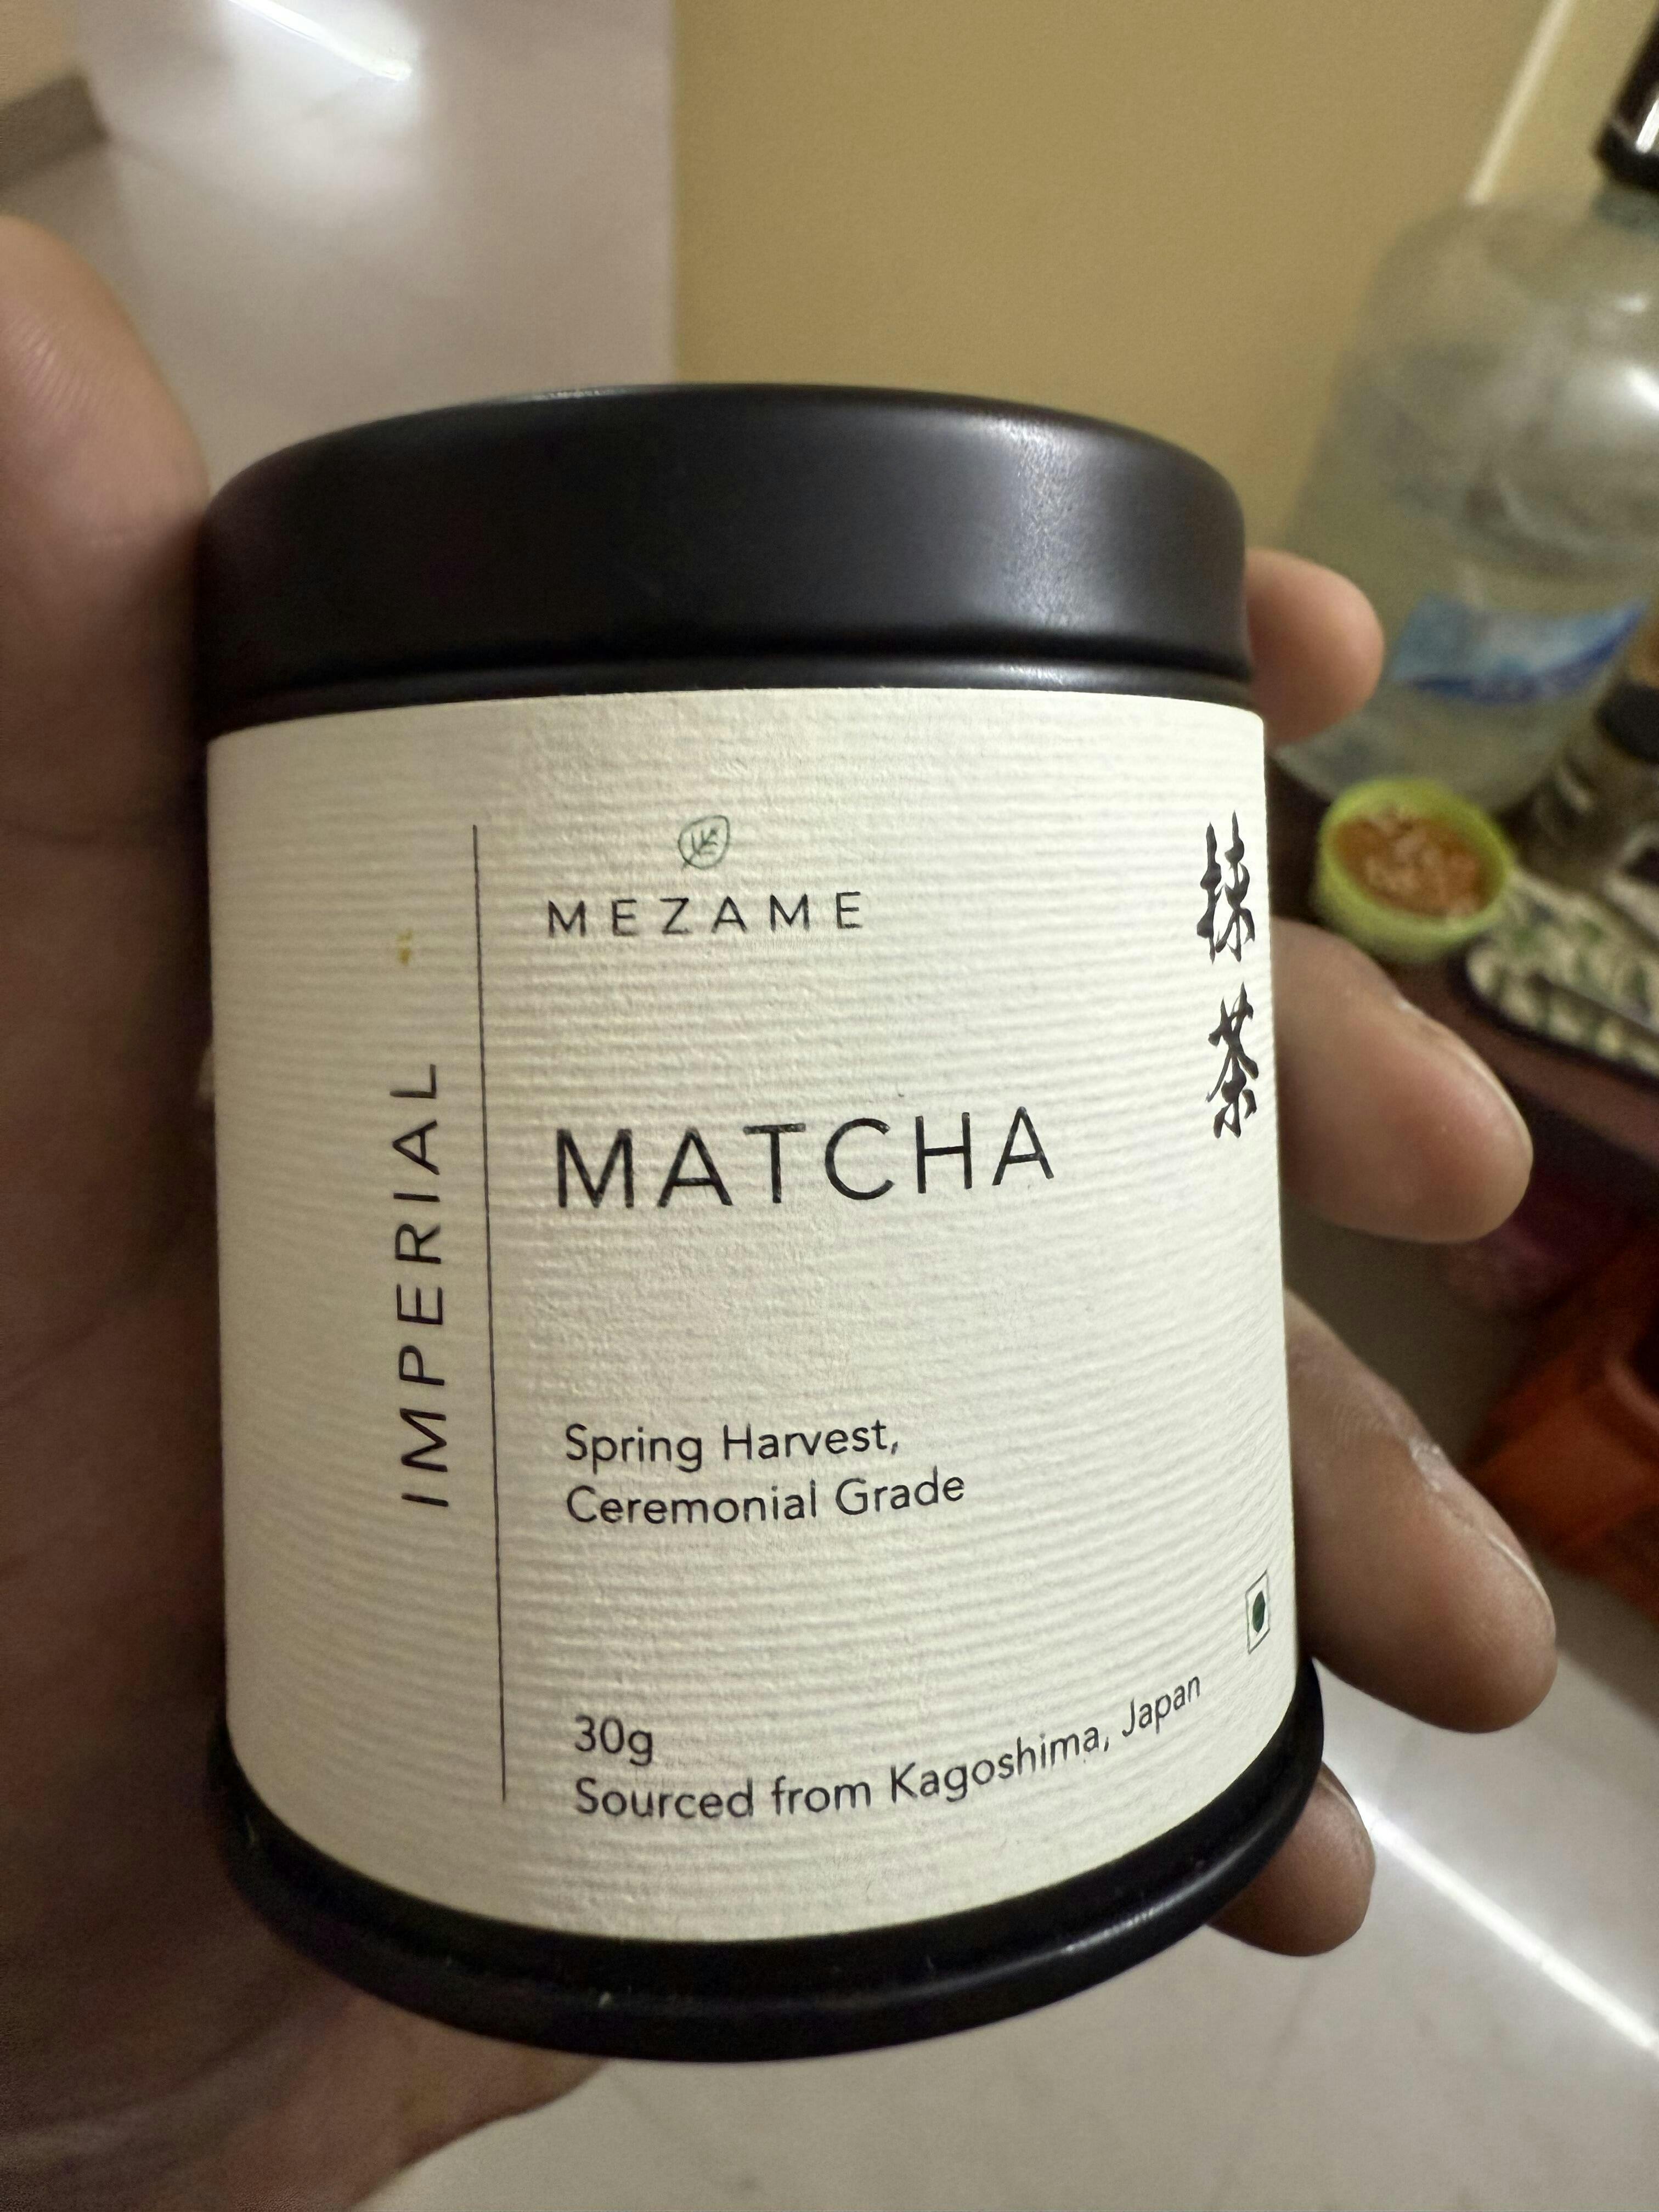 IMPERIAL
MEZAME
MATCHA
抹茶
Spring Harvest,
Ceremonial Grade
30g
Sourced from Kagoshima, Japan